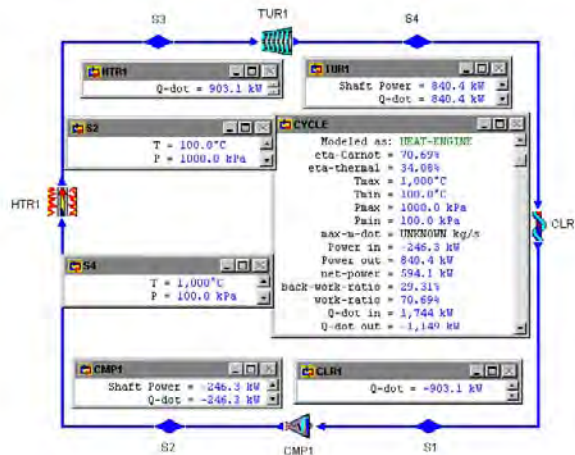 S3
TUR1
S4
HTR1
Q-dot = 903.1 kW
TUR1
Shaft Power = 840.4 kW
Q-dot = 840.4 kW
S2
T = 100.0°C
P = 1000.0 kPa
CYCLE
Modeled as: HEAT-ENGINE
eta-Carnot = 70.69%
eta-thermal = 34.08%
Tmax = 1,000°C
Tmin = 100.0°C
Pmax = 1000.0 kPa
Pmin = 100.0 kPa
max-m-dot = UNKNOWN kg/s
Power in = -246.3 kW
Power out = 840.4 kW
net-power = 594.1 kW
back-work-ratio = 29.31%
work-ratio = 70.69%
Q-dot in = 1,744 kW
Q-dot out = -1,149 kW
HTR1
CLR
S4
T = 1,000°C
P = 100.0 kPa
CMP1
Shaft Power = -246.3 kW
Q-dot = -246.3 kW
CLR1
Q-dot = -903.1 kW
S2
CMP1
S1